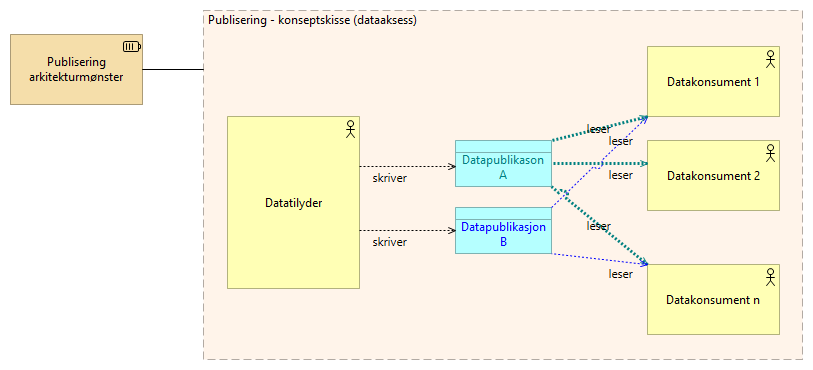 Publisering - konseptskisse (dataaksess)
Publisering
arkitekturmønster
Datakonsument 1
leser
leser
Datapublikason
A
Datakonsument 2
skriver
leser
Datatilyder
Datapublikasjon
B
leser
skriver
leser
Datakonsument n